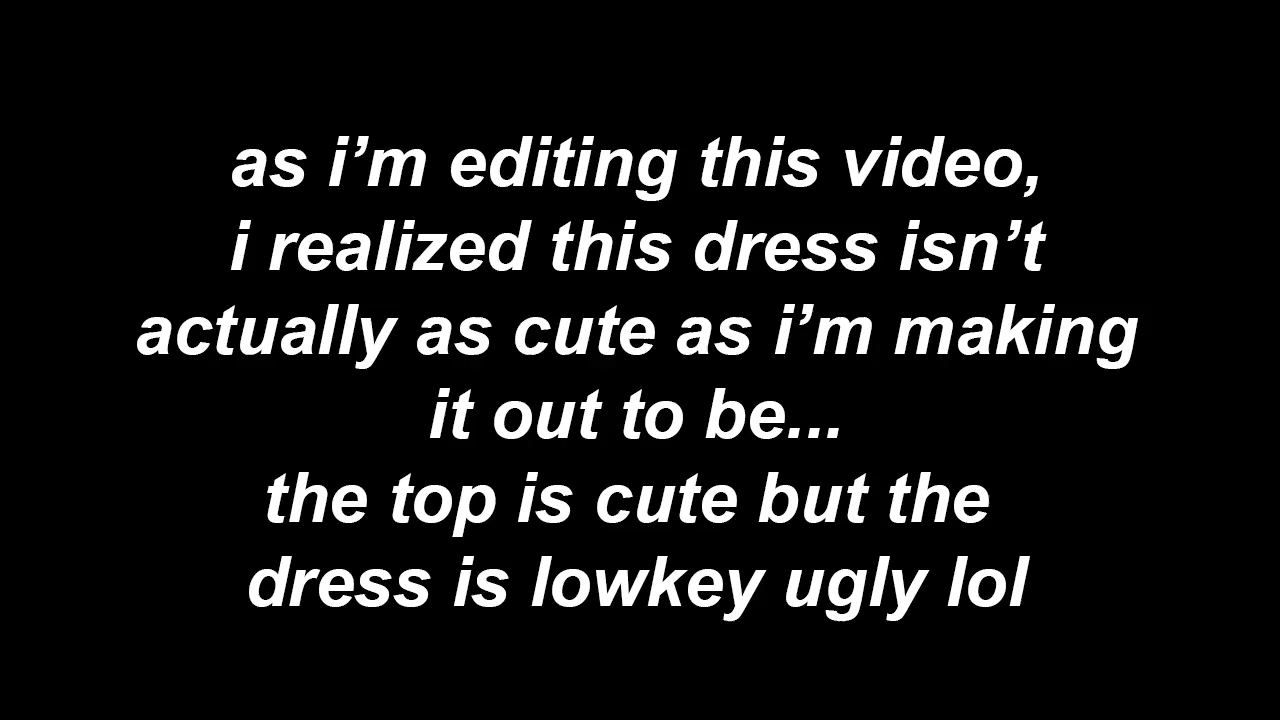 as i’m editing this video,
i realized this dress isn’t
actually as cute as i’m making
it out to be...
the top is cute but the
dress is lowkey ugly lol